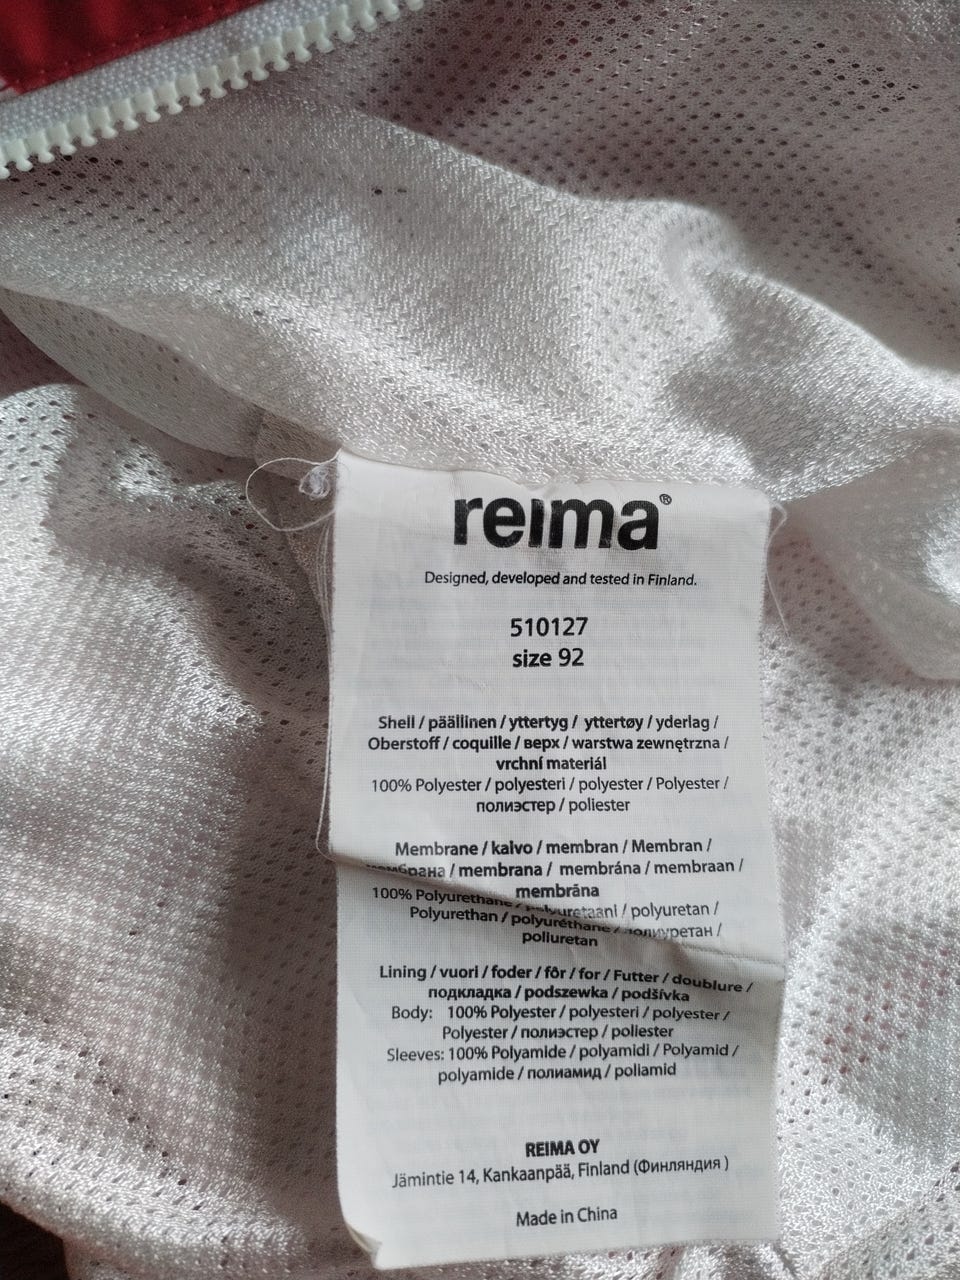 reima®
Designed, developed and tested in Finland.
510127
size 92
Shell / päällinen / yttertyg / yttertøy / yderlag /
Oberstoff / coquille / верх / warstwa zewnętrzna /
vrchní materiál
100% Polyester / polyesteri / polyester / Polyester /
полиэстер / poliester
Membrane / kalvo / membran / Membran /
мембрана / membrana / membrána / membraan /
membrāna
100% Polyurethane / polyuretaani / polyuretan /
Polyurethan / polyuréthane / полиуретан /
poliuretan
Lining / vuori / foder / fôr / for / Futter / doublure /
подкладка / podszewka / podšívka
Body: 100% Polyester / polyesteri / polyester /
Polyester / полиэстер / poliester
Sleeves: 100% Polyamide / polyamidi / Polyamid /
polyamide / полиамид / poliamid
REIMA OY
Jämintie 14, Kankaanpää, Finland (Финляндия )
Made in China